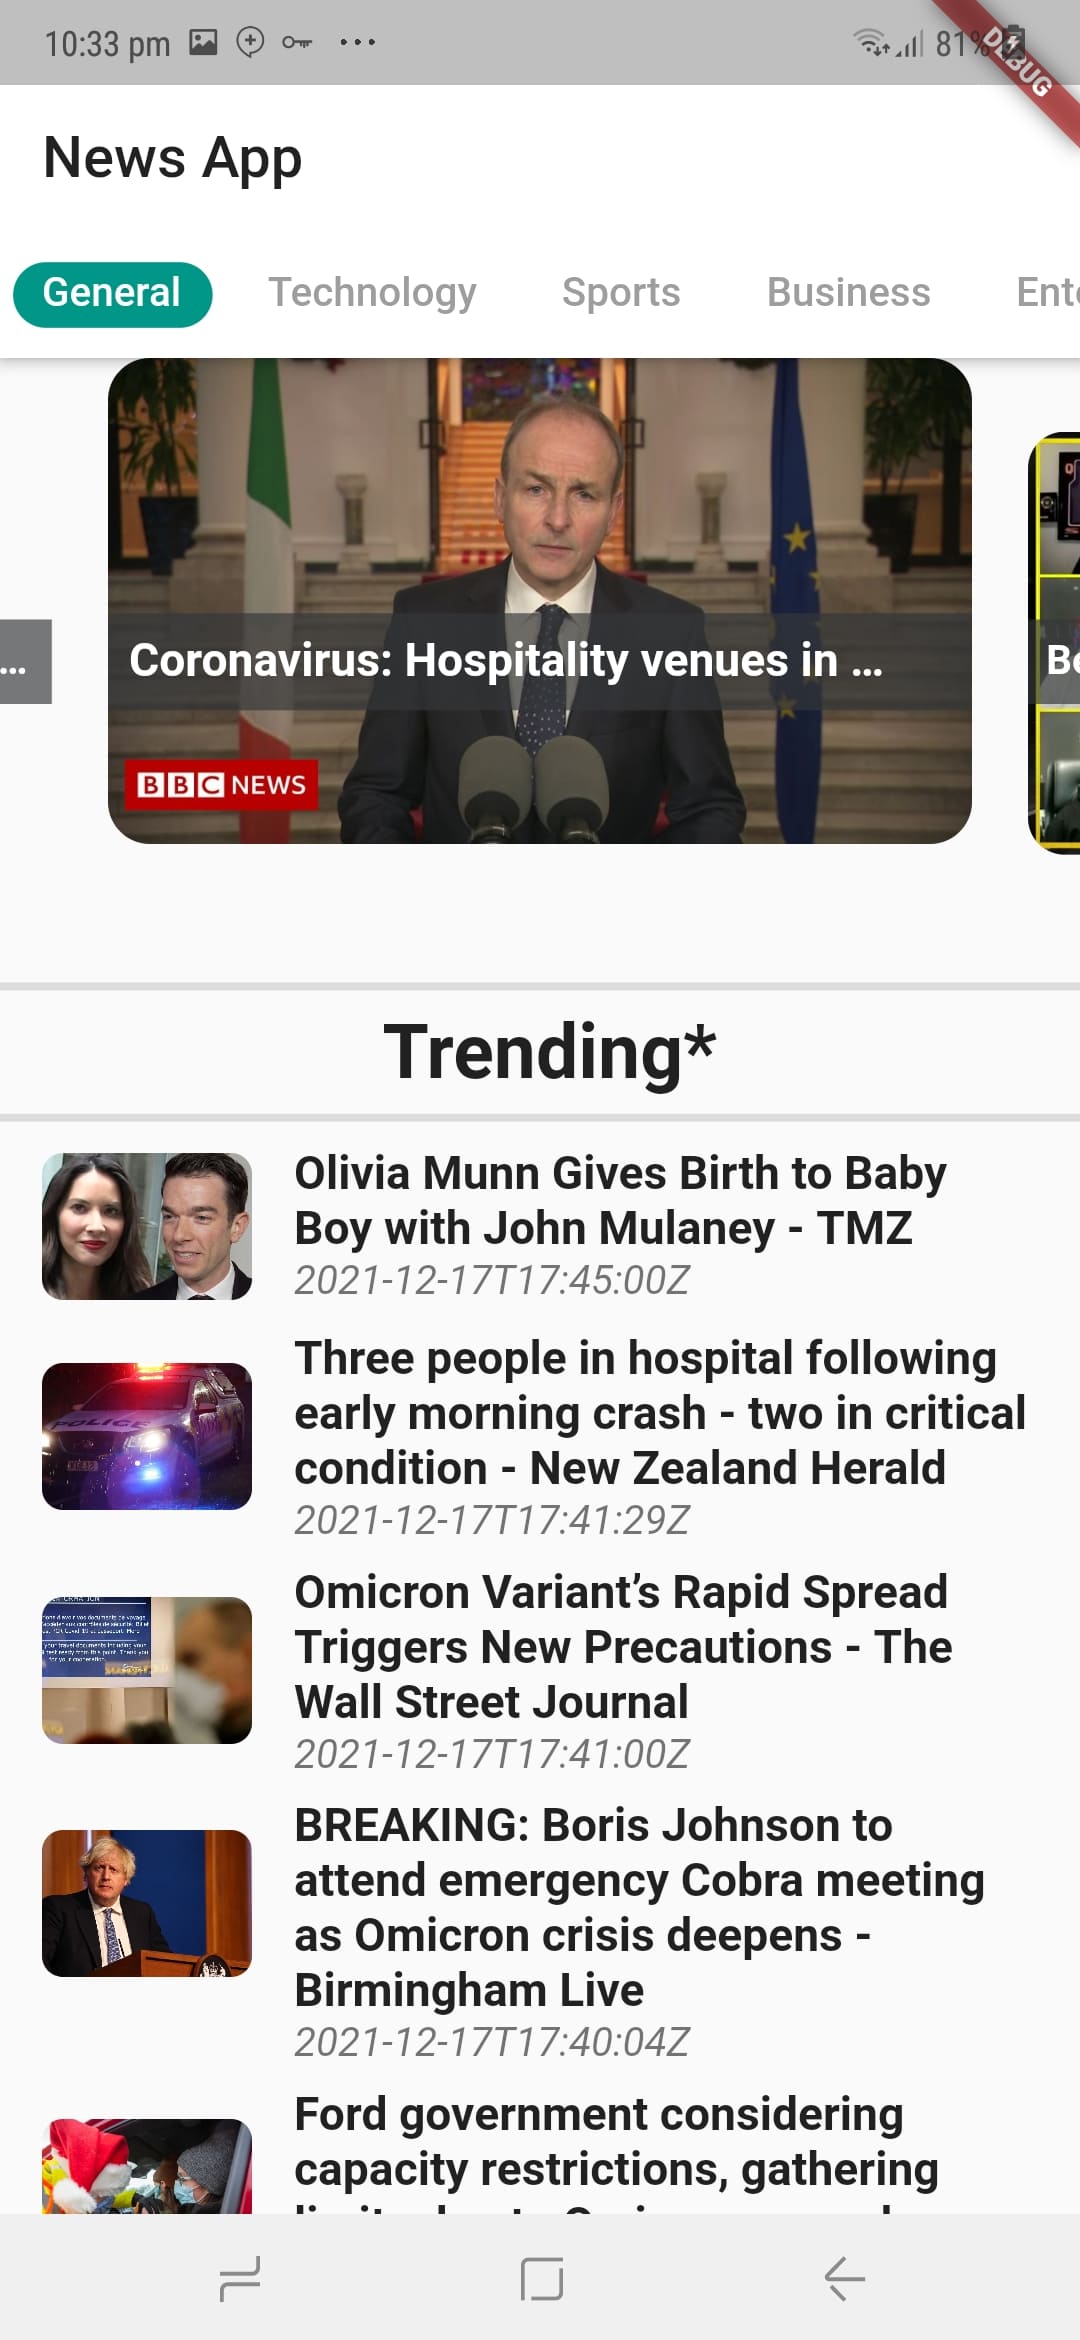 10:33 pm
81%
DEBUG
News App
General Technology Sports Business Ente
Coronavirus: Hospitality venues in ...
...
Be
BBC NEWS
Trending*
Olivia Munn Gives Birth to Baby
Boy with John Mulaney - TMZ
2021-12-17T17:45:00Z
Three people in hospital following
early morning crash - two in critical
condition - New Zealand Herald
2021-12-17T17:41:29Z
POLICE
Omicron Variant’s Rapid Spread
Triggers New Precautions - The
Wall Street Journal
2021-12-17T17:41:00Z
BREAKING: Boris Johnson to
attend emergency Cobra meeting
as Omicron crisis deepens -
Birmingham Live
2021-12-17T17:40:04Z
Ford government considering
capacity restrictions, gathering